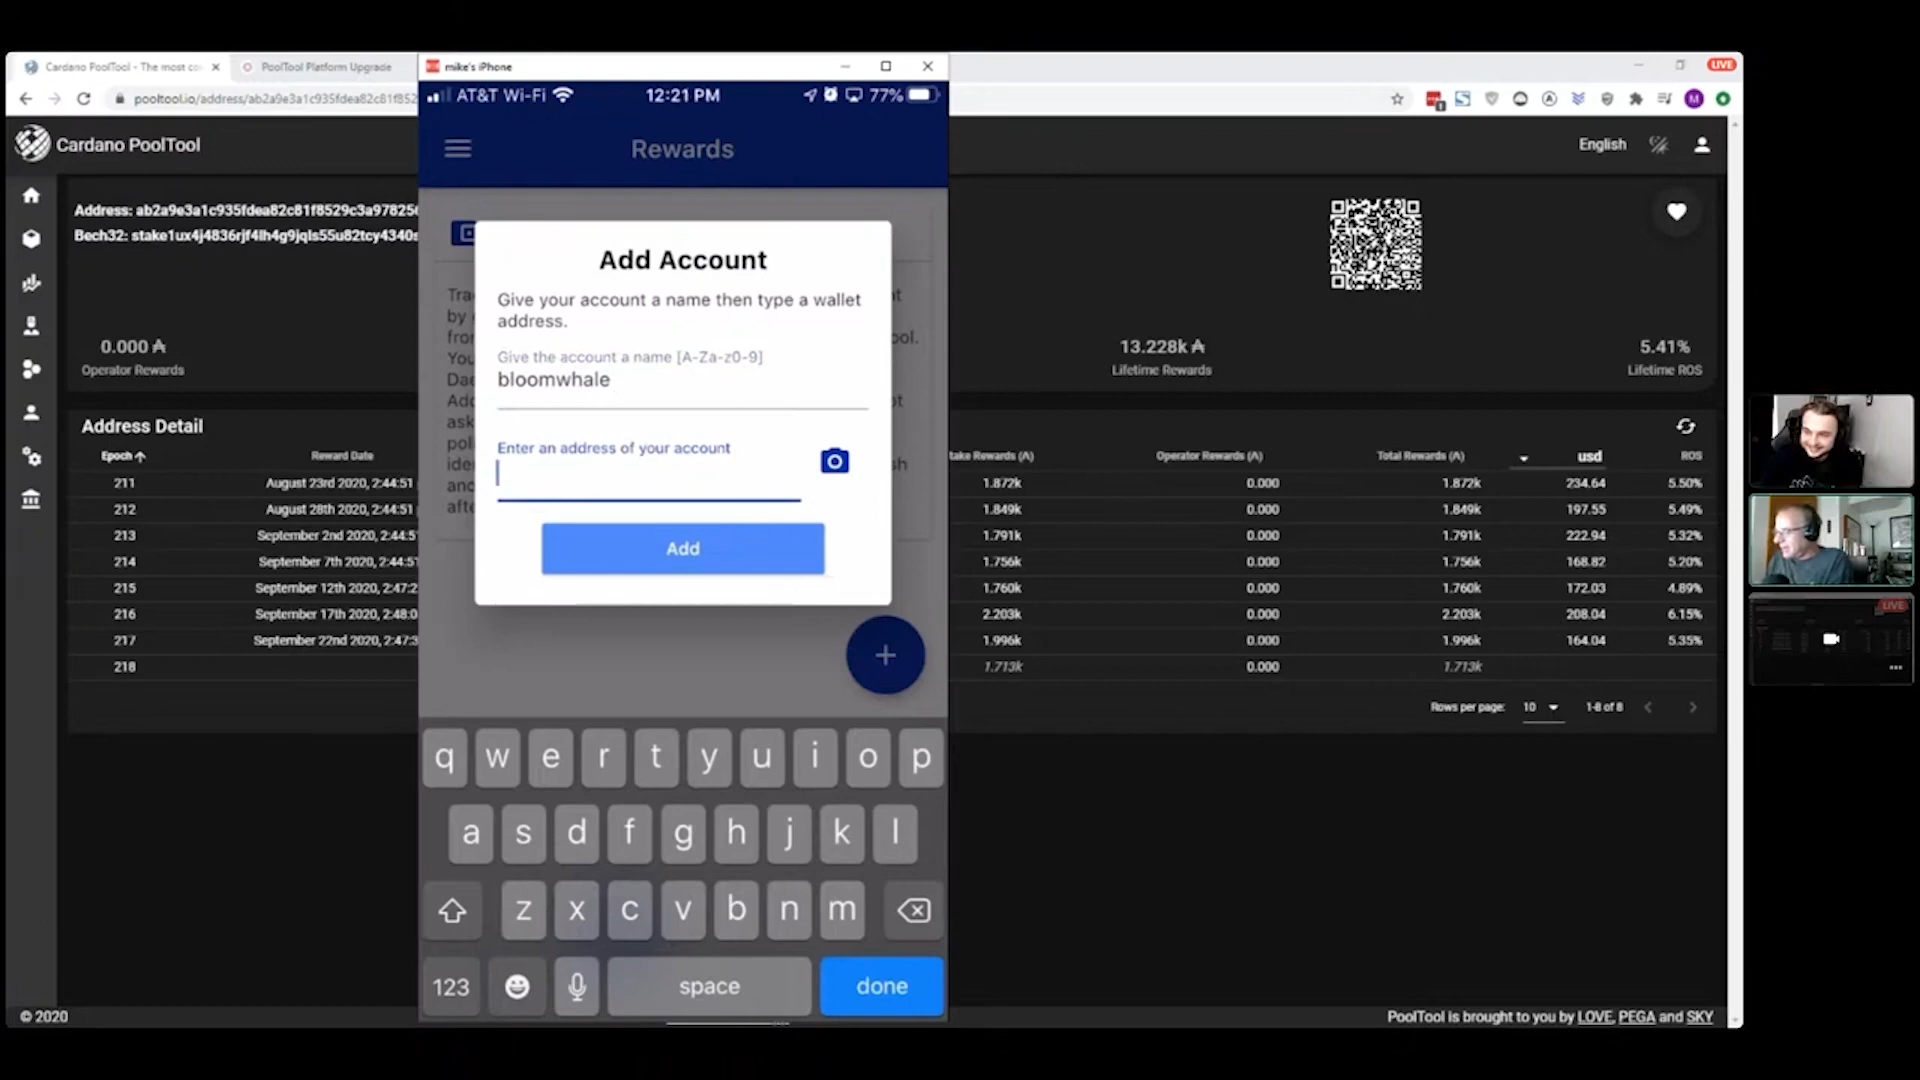 Cardano PoolTool - The most co
PoolTool Platform Upgrade
mike's iPhone
LIVE
pooltool.io/address/ab2a9e3a1c935fdea82c81f852
AT&T Wi-Fi 12:21 PM 77%
Cardano PoolTool
Rewards
English
Address: ab2a9e3a1c935fdea82c81f8529c3a97825
Bech32: stake1ux4j4836rjf4lh4g9jqls55u82tcy4340s
0.000 ₳
Operator Rewards
13.228k ₳
Lifetime Rewards
5.41%
Lifetime ROS
Add Account
Give your account a name then type a wallet
address.
Give the account a name [A-Za-z0-9]
bloomwhale
Enter an address of your account
Add
Address Detail
Epoch Reward Date take Rewards (₳) Operator Rewards (₳) Total Rewards (₳) usd ROS
211 August 23rd 2020, 2:44:51 1.872k 0.000 1.872k 234.64 5.50%
212 August 28th 2020, 2:44:51 1.849k 0.000 1.849k 197.55 5.49%
213 September 2nd 2020, 2:44:5 1.791k 0.000 1.791k 222.94 5.32%
214 September 7th 2020, 2:44:51 1.756k 0.000 1.756k 168.82 5.20%
215 September 12th 2020, 2:47:2 1.760k 0.000 1.760k 172.03 4.89%
216 September 17th 2020, 2:48:0 2.203k 0.000 2.203k 208.04 6.15%
217 September 22nd 2020, 2:47:3 1.996k 0.000 1.996k 164.04 5.35%
218 1.713k 0.000 1.713k
Rows per page: 10 1-8 of 8
LIVE
q w e r t y u i o p
a s d f g h j k l
z x c v b n m
123 space done
© 2020
PoolTool is brought to you by LOVE, PEGA and SKY